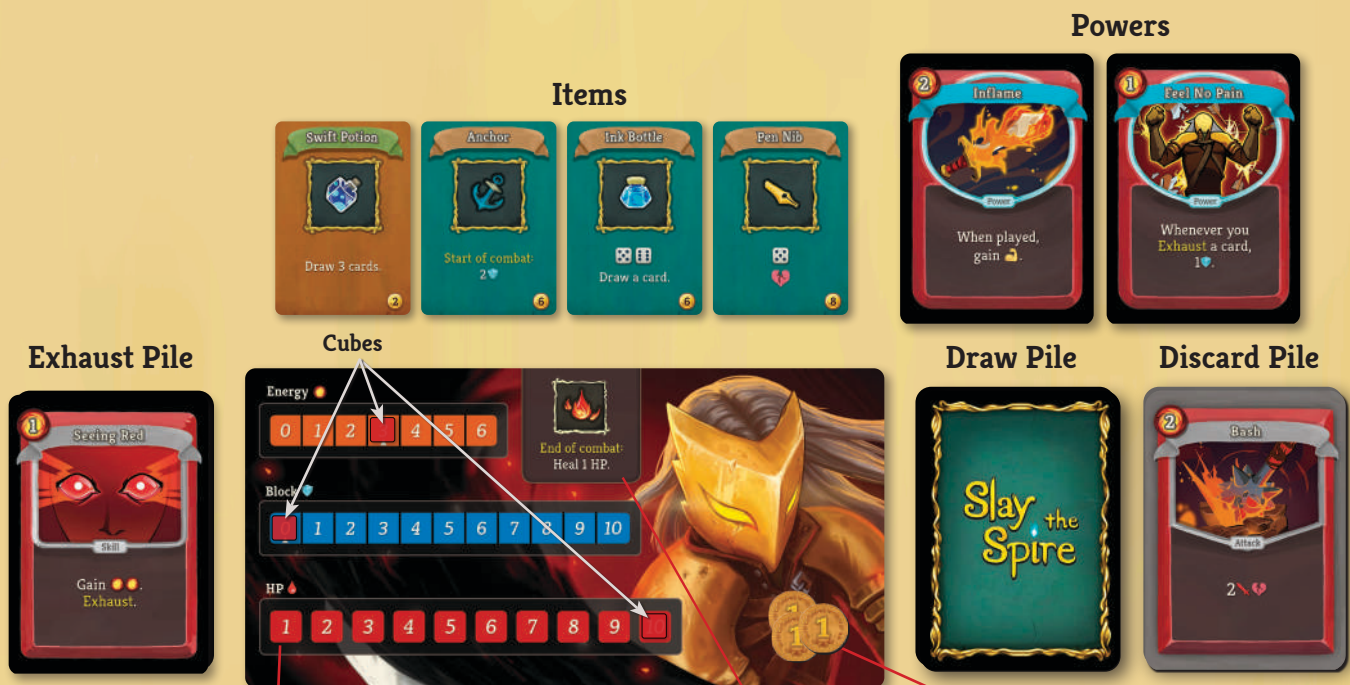 Powers
2
Inflame
Power
When played,
gain
1
Feel No Pain
Power
Whenever you
Exhaust a card,
1.
Items
Swift Potion
Draw 3 cards.
2
Anchor
Start of combat:
2
6
Ink Bottle
Draw a card.
6
Pen Nib
8
Exhaust Pile
1
Seeing Red
Skill
Gain .
Exhaust.
Cubes
Energy
0 1 2 3 4 5 6
Block
0 1 2 3 4 5 6 7 8 9 10
HP
1 2 3 4 5 6 7 8 9 10
End of combat:
Heal 1 HP.
1
1 1
Draw Pile
Slay
the
Spire
Discard Pile
2
Bash
Attack
2